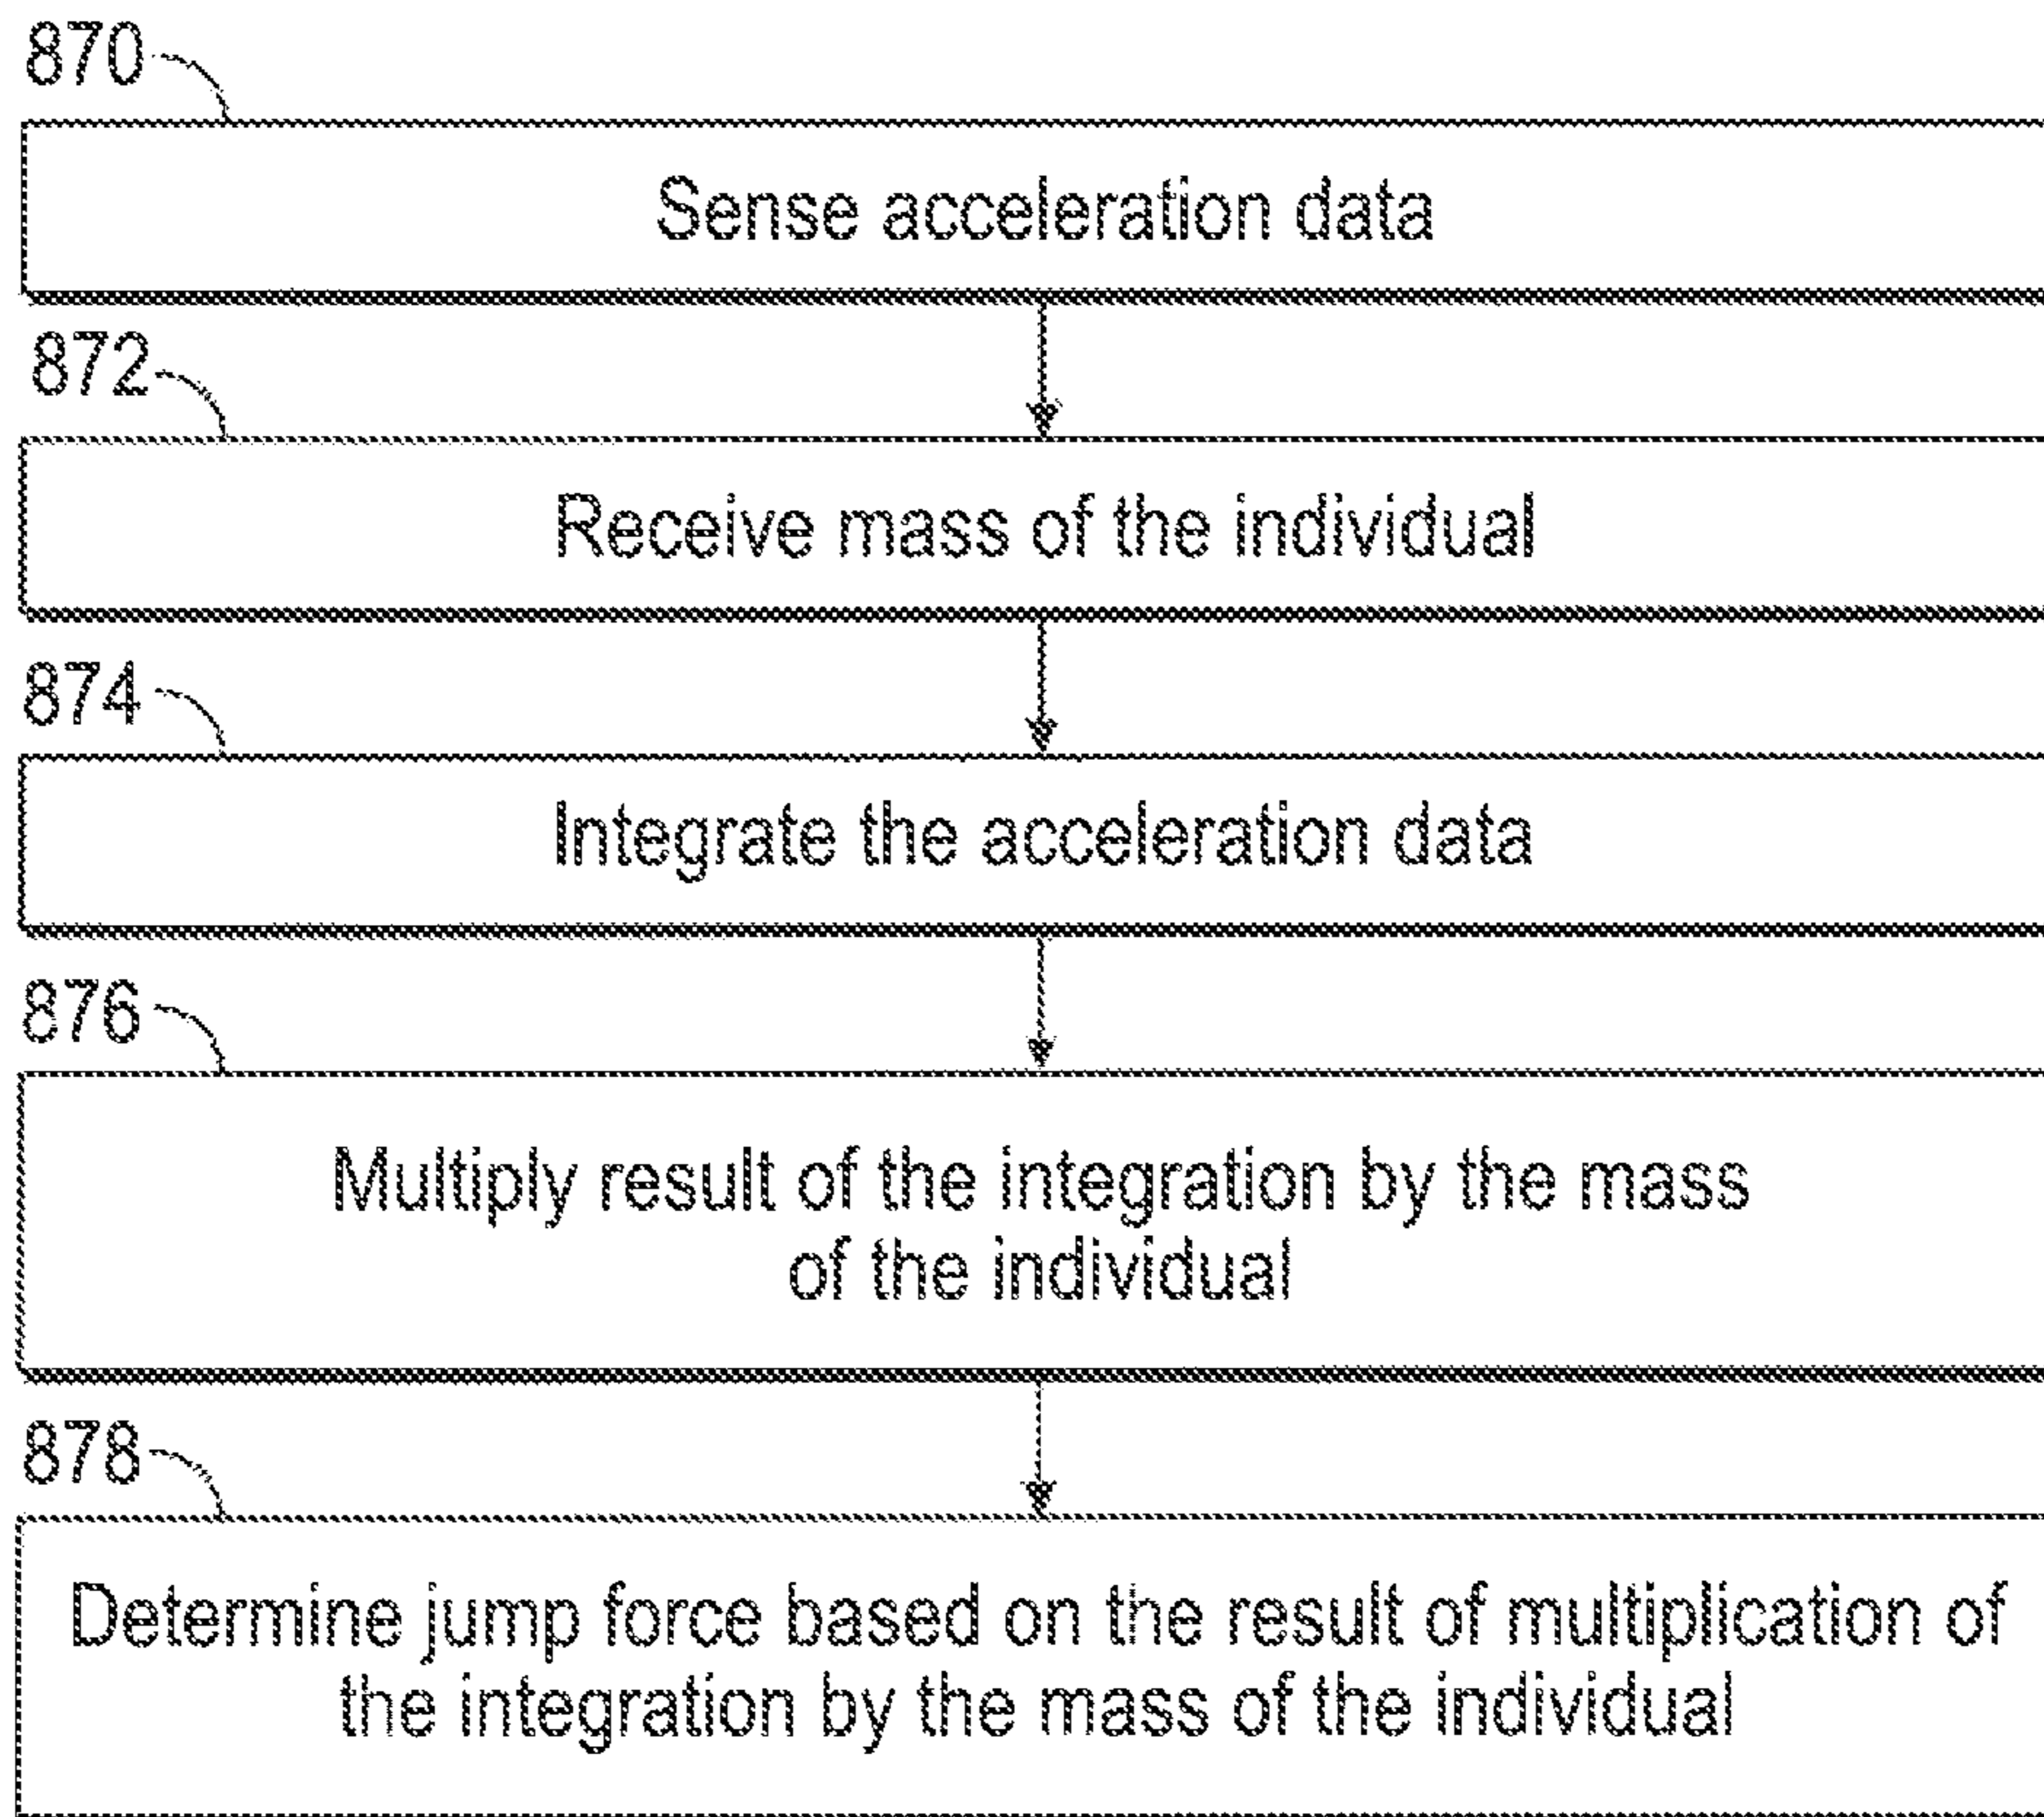 870
Sense acceleration data
872
Receive mass of the individual
874
Integrate the acceleration data
876
Multiply result of the integration by the mass
of the individual
878
Determine jump force based on the result of multiplication of
the integration by the mass of the individual